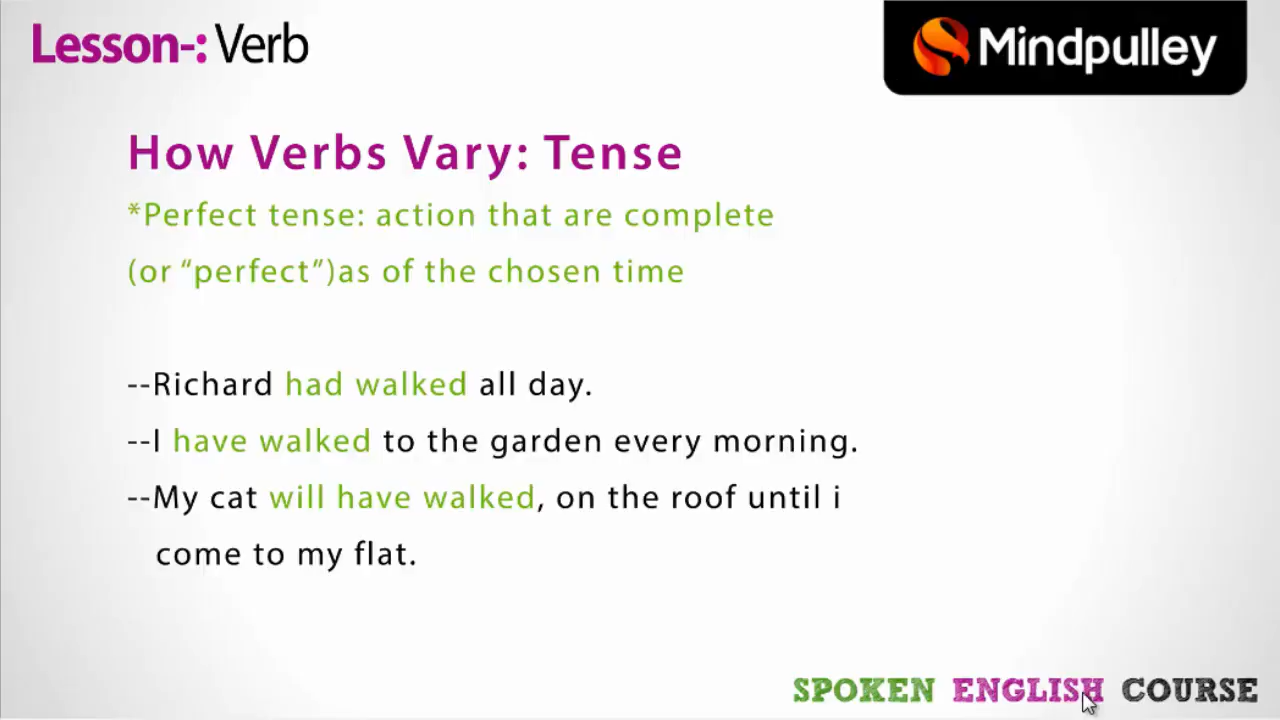 Lesson-: Verb
Mindpulley
How Verbs Vary: Tense
*Perfect tense: action that are complete
(or “perfect”)as of the chosen time
--Richard had walked all day.
--I have walked to the garden every morning.
--My cat will have walked, on the roof until i
come to my flat.
SPOKEN ENGLISH COURSE